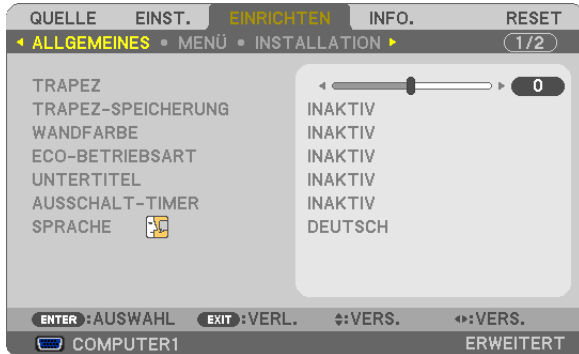 QUELLE EINST. EINRICHTEN INFO. RESET
ALLGEMEINES • MENÜ • INSTALLATION (1/2)
TRAPEZ 0
TRAPEZ-SPEICHERUNG INAKTIV
WANDFARBE INAKTIV
ECO-BETRIEBSART INAKTIV
UNTERTITEL INAKTIV
AUSSCHALT-TIMER INAKTIV
SPRACHE DEUTSCH
ENTER:AUSWAHL EXIT:VERL. :VERS. :VERS.
COMPUTER1 ERWEITERT